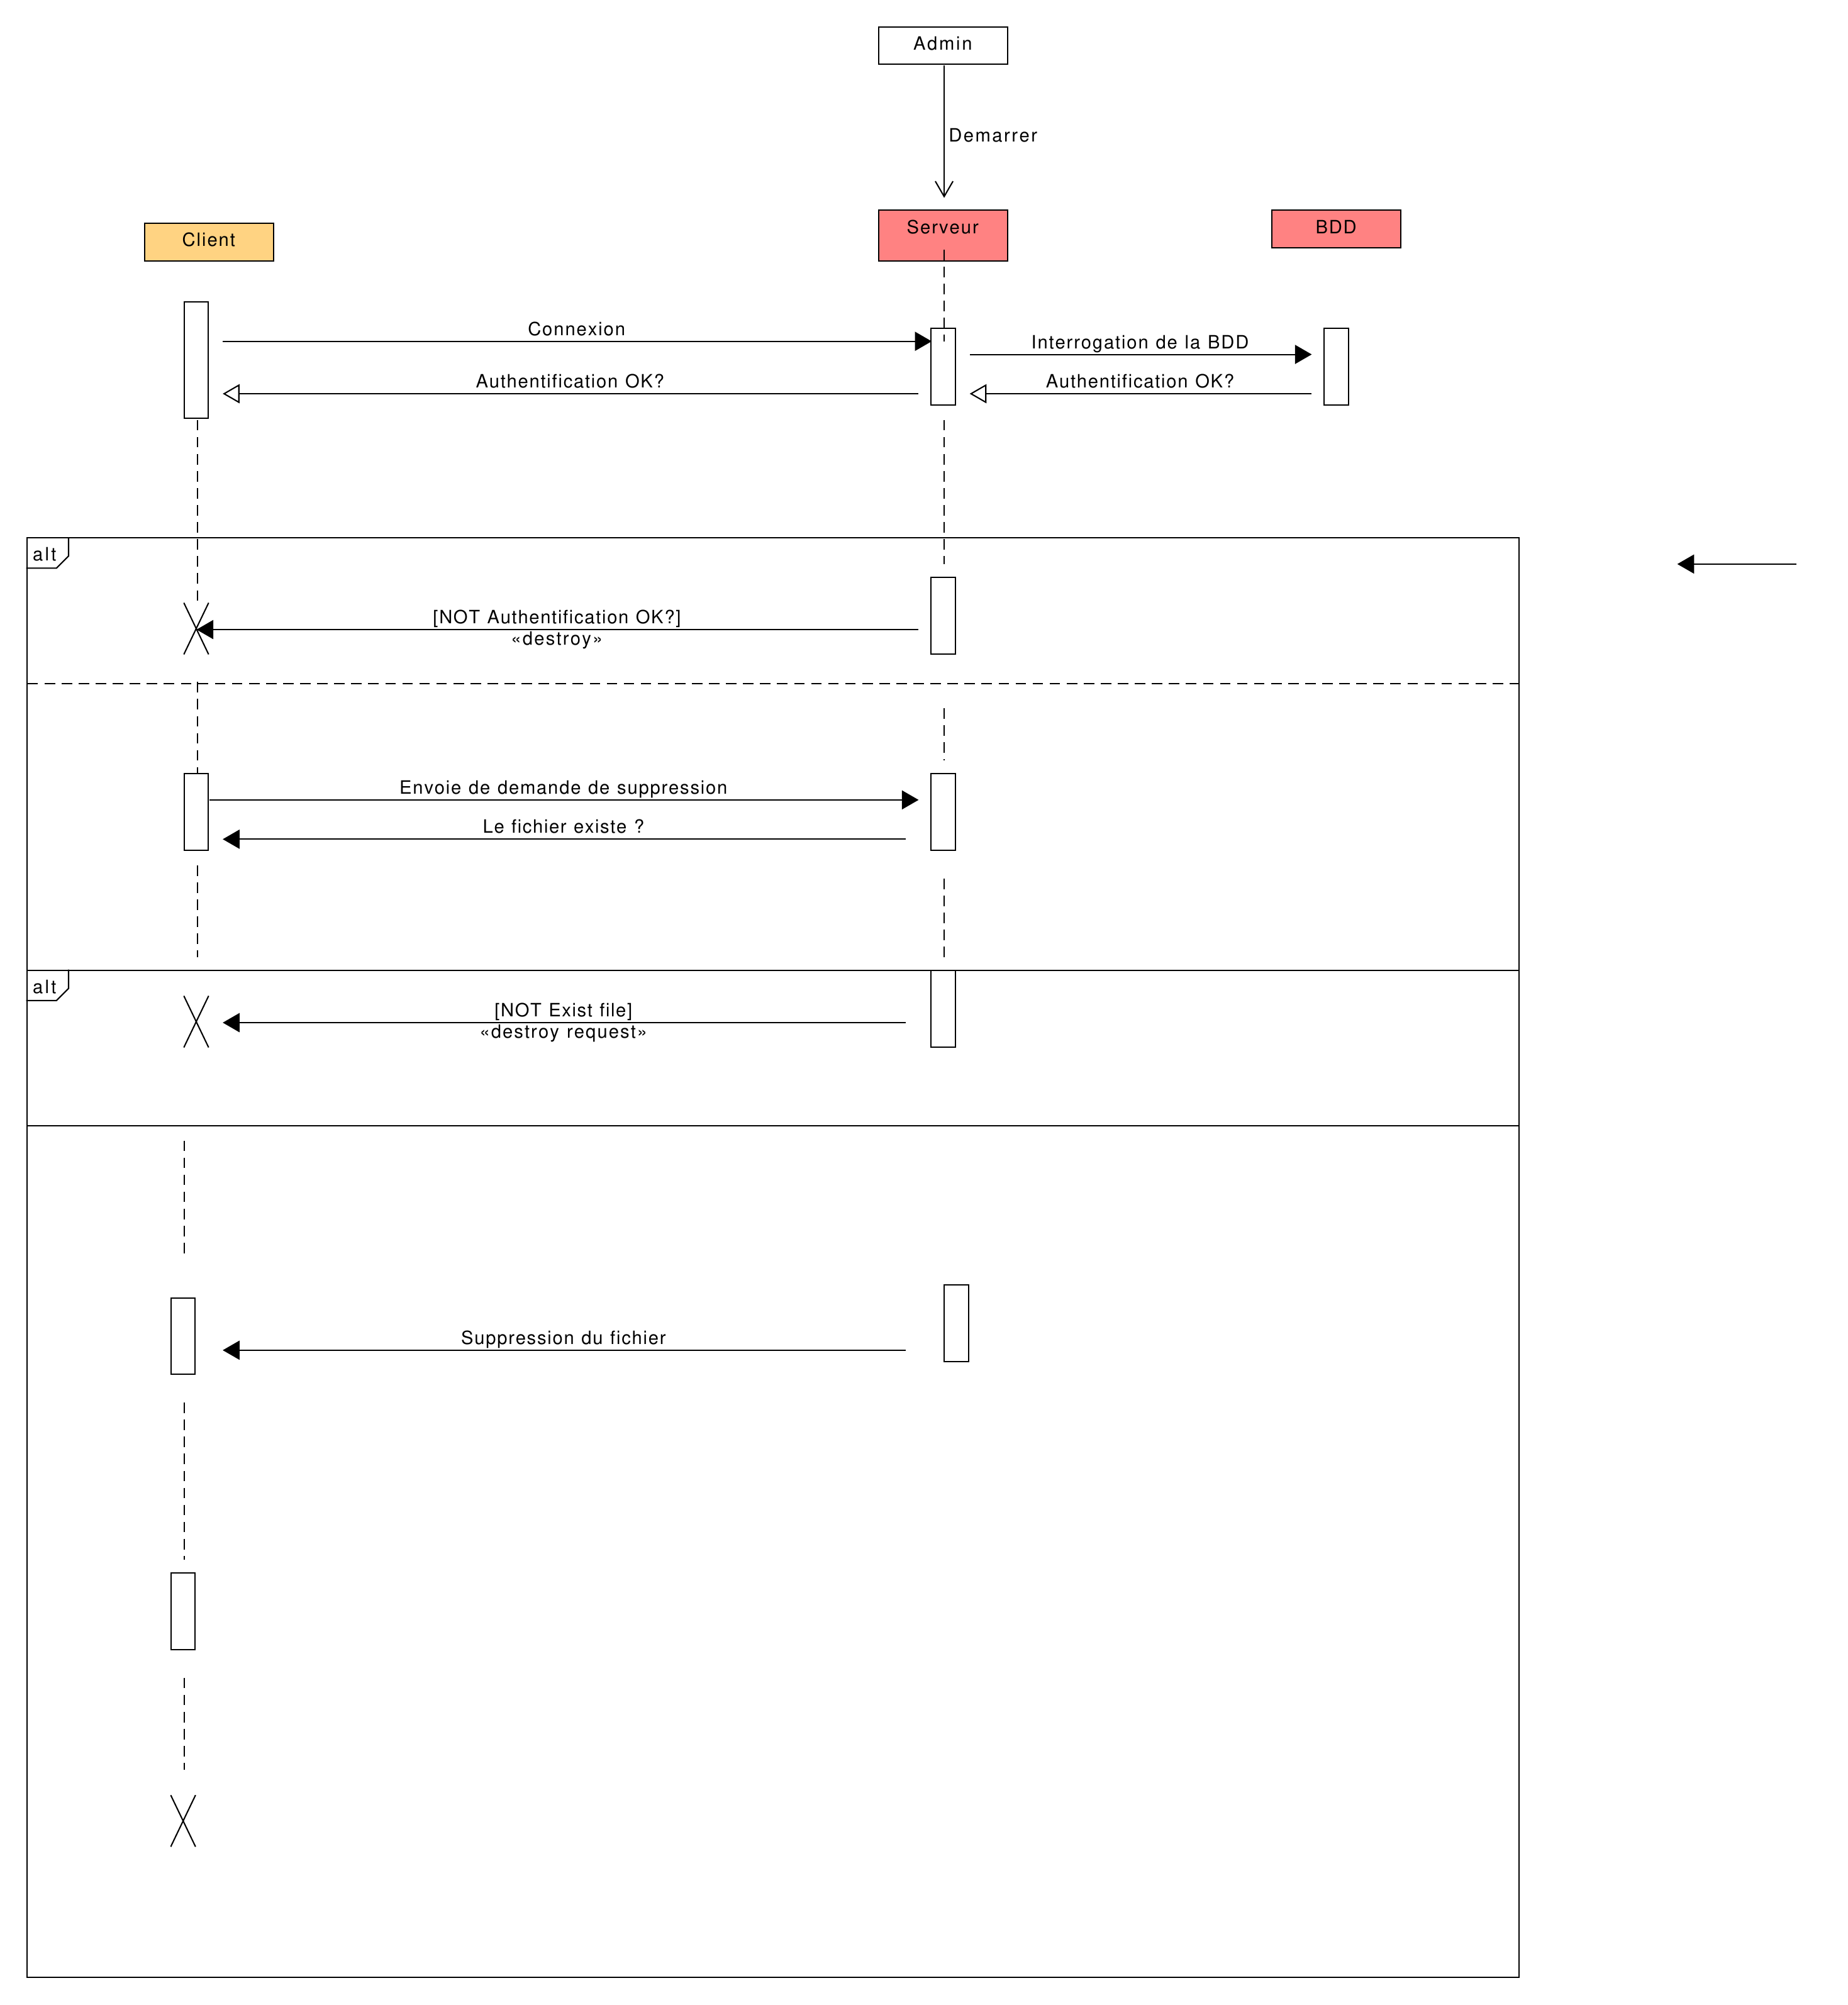 Admin
Demarrer
Client
Serveur
BDD
Connexion
Interrogation de la BDD
Authentification OK?
Authentification OK?
alt
[NOT Authentification OK?]
«destroy»
Envoie de demande de suppression
Le fichier existe ?
alt
[NOT Exist file]
«destroy request»
Suppression du fichier